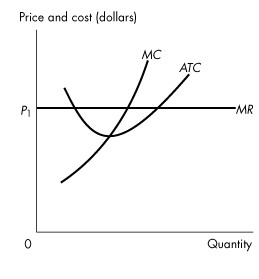 Price and cost (dollars)
MC
ATC
P1
MR
0
Quantity